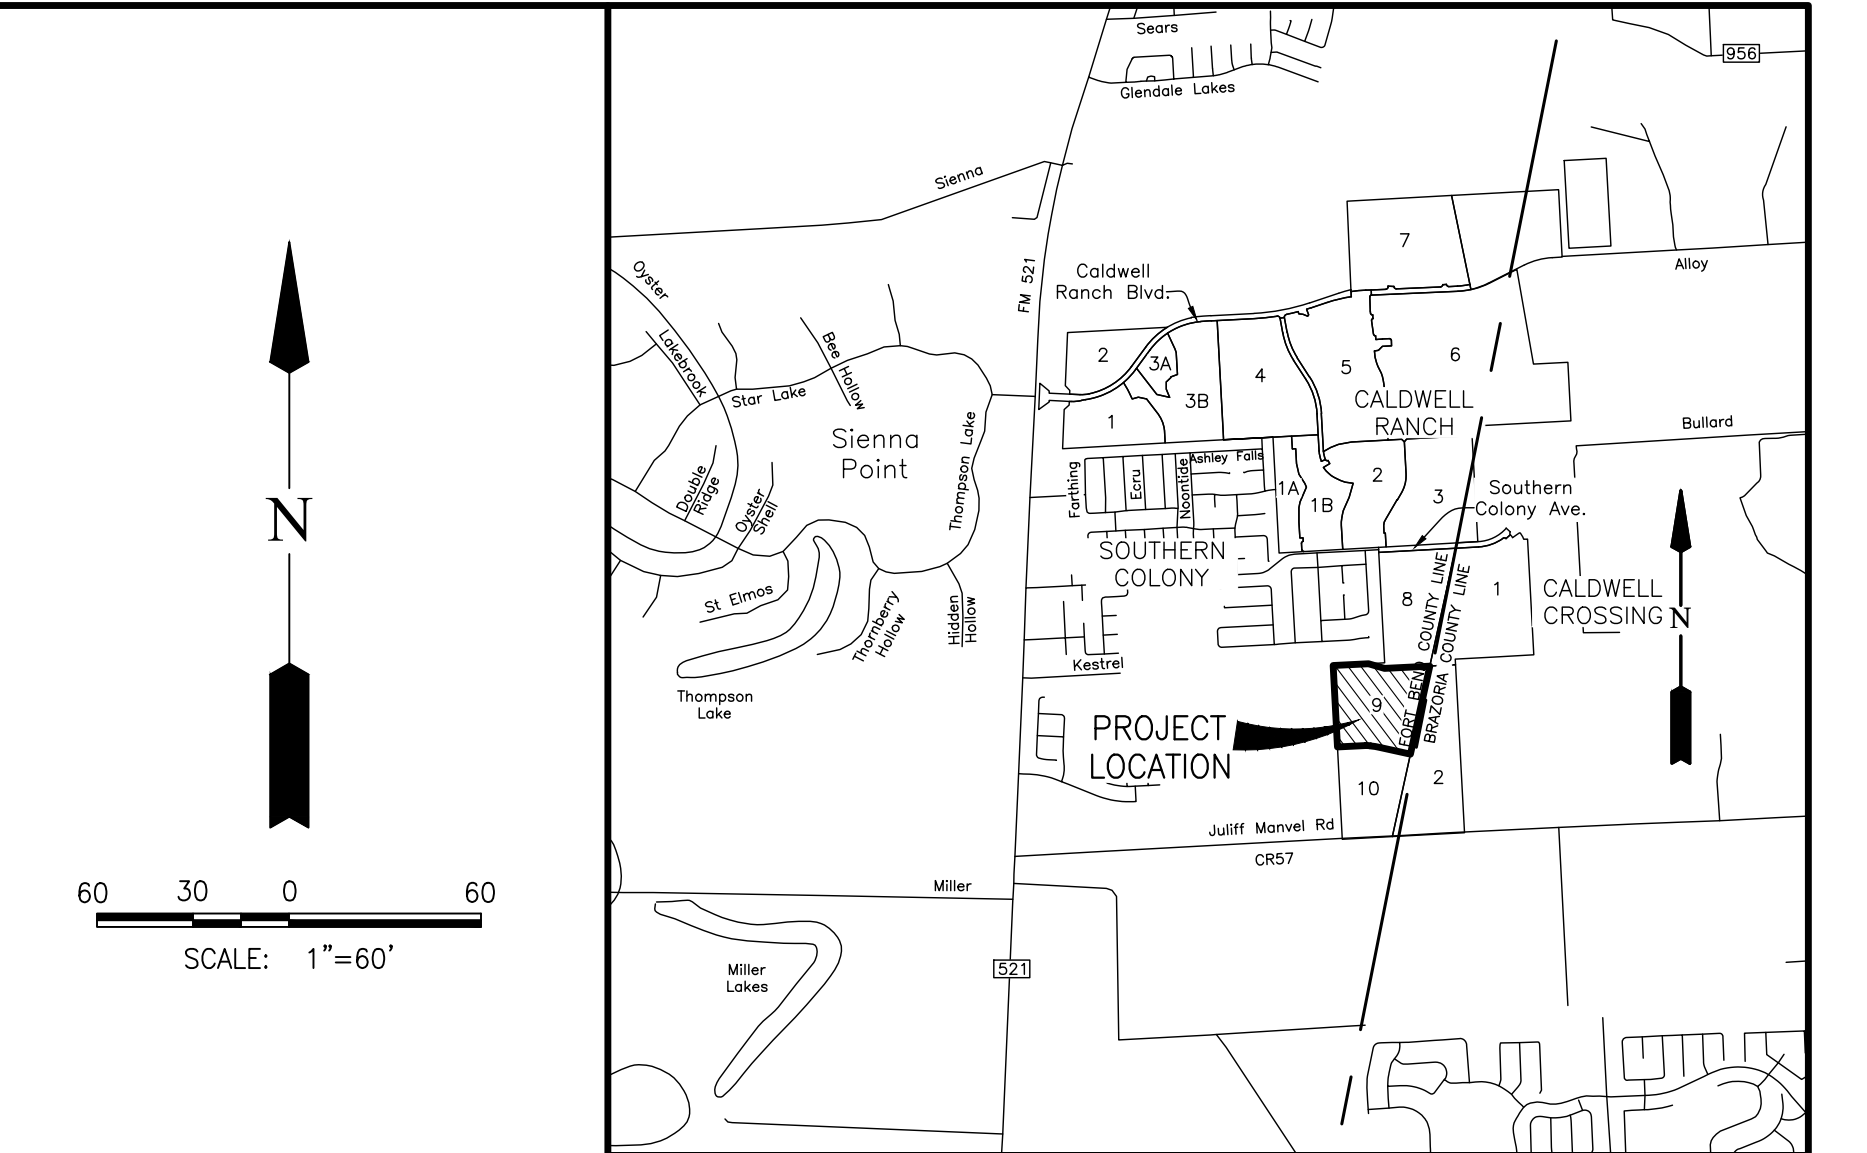 N
60 30 0 60
SCALE: 1"=60'
Sears
956
Glendale Lakes
Sienna
7
Alloy
Oyster
FM 521
Caldwell
Ranch Blvd.
Lakebrook
Bee Hollow
2
3A
5
6
4
Star Lake
3B
CALDWELL
RANCH
1
Bullard
Sienna
Point
Thompson Lake
Ashley Falls
Farthing
Ecru
Noontide
Double
Ridge
Oyster
Shell
1A
1B
2
3
Southern
Colony Ave.
SOUTHERN
COLONY
St Elmos
Thornberry
Hollow
Hidden
Hollow
8
1
CALDWELL
CROSSING
N
FORT BEND COUNTY LINE
BRAZORIA COUNTY LINE
Kestrel
Thompson
Lake
9
PROJECT
LOCATION
10
2
Juliff Manvel Rd
CR57
Miller
521
Miller
Lakes